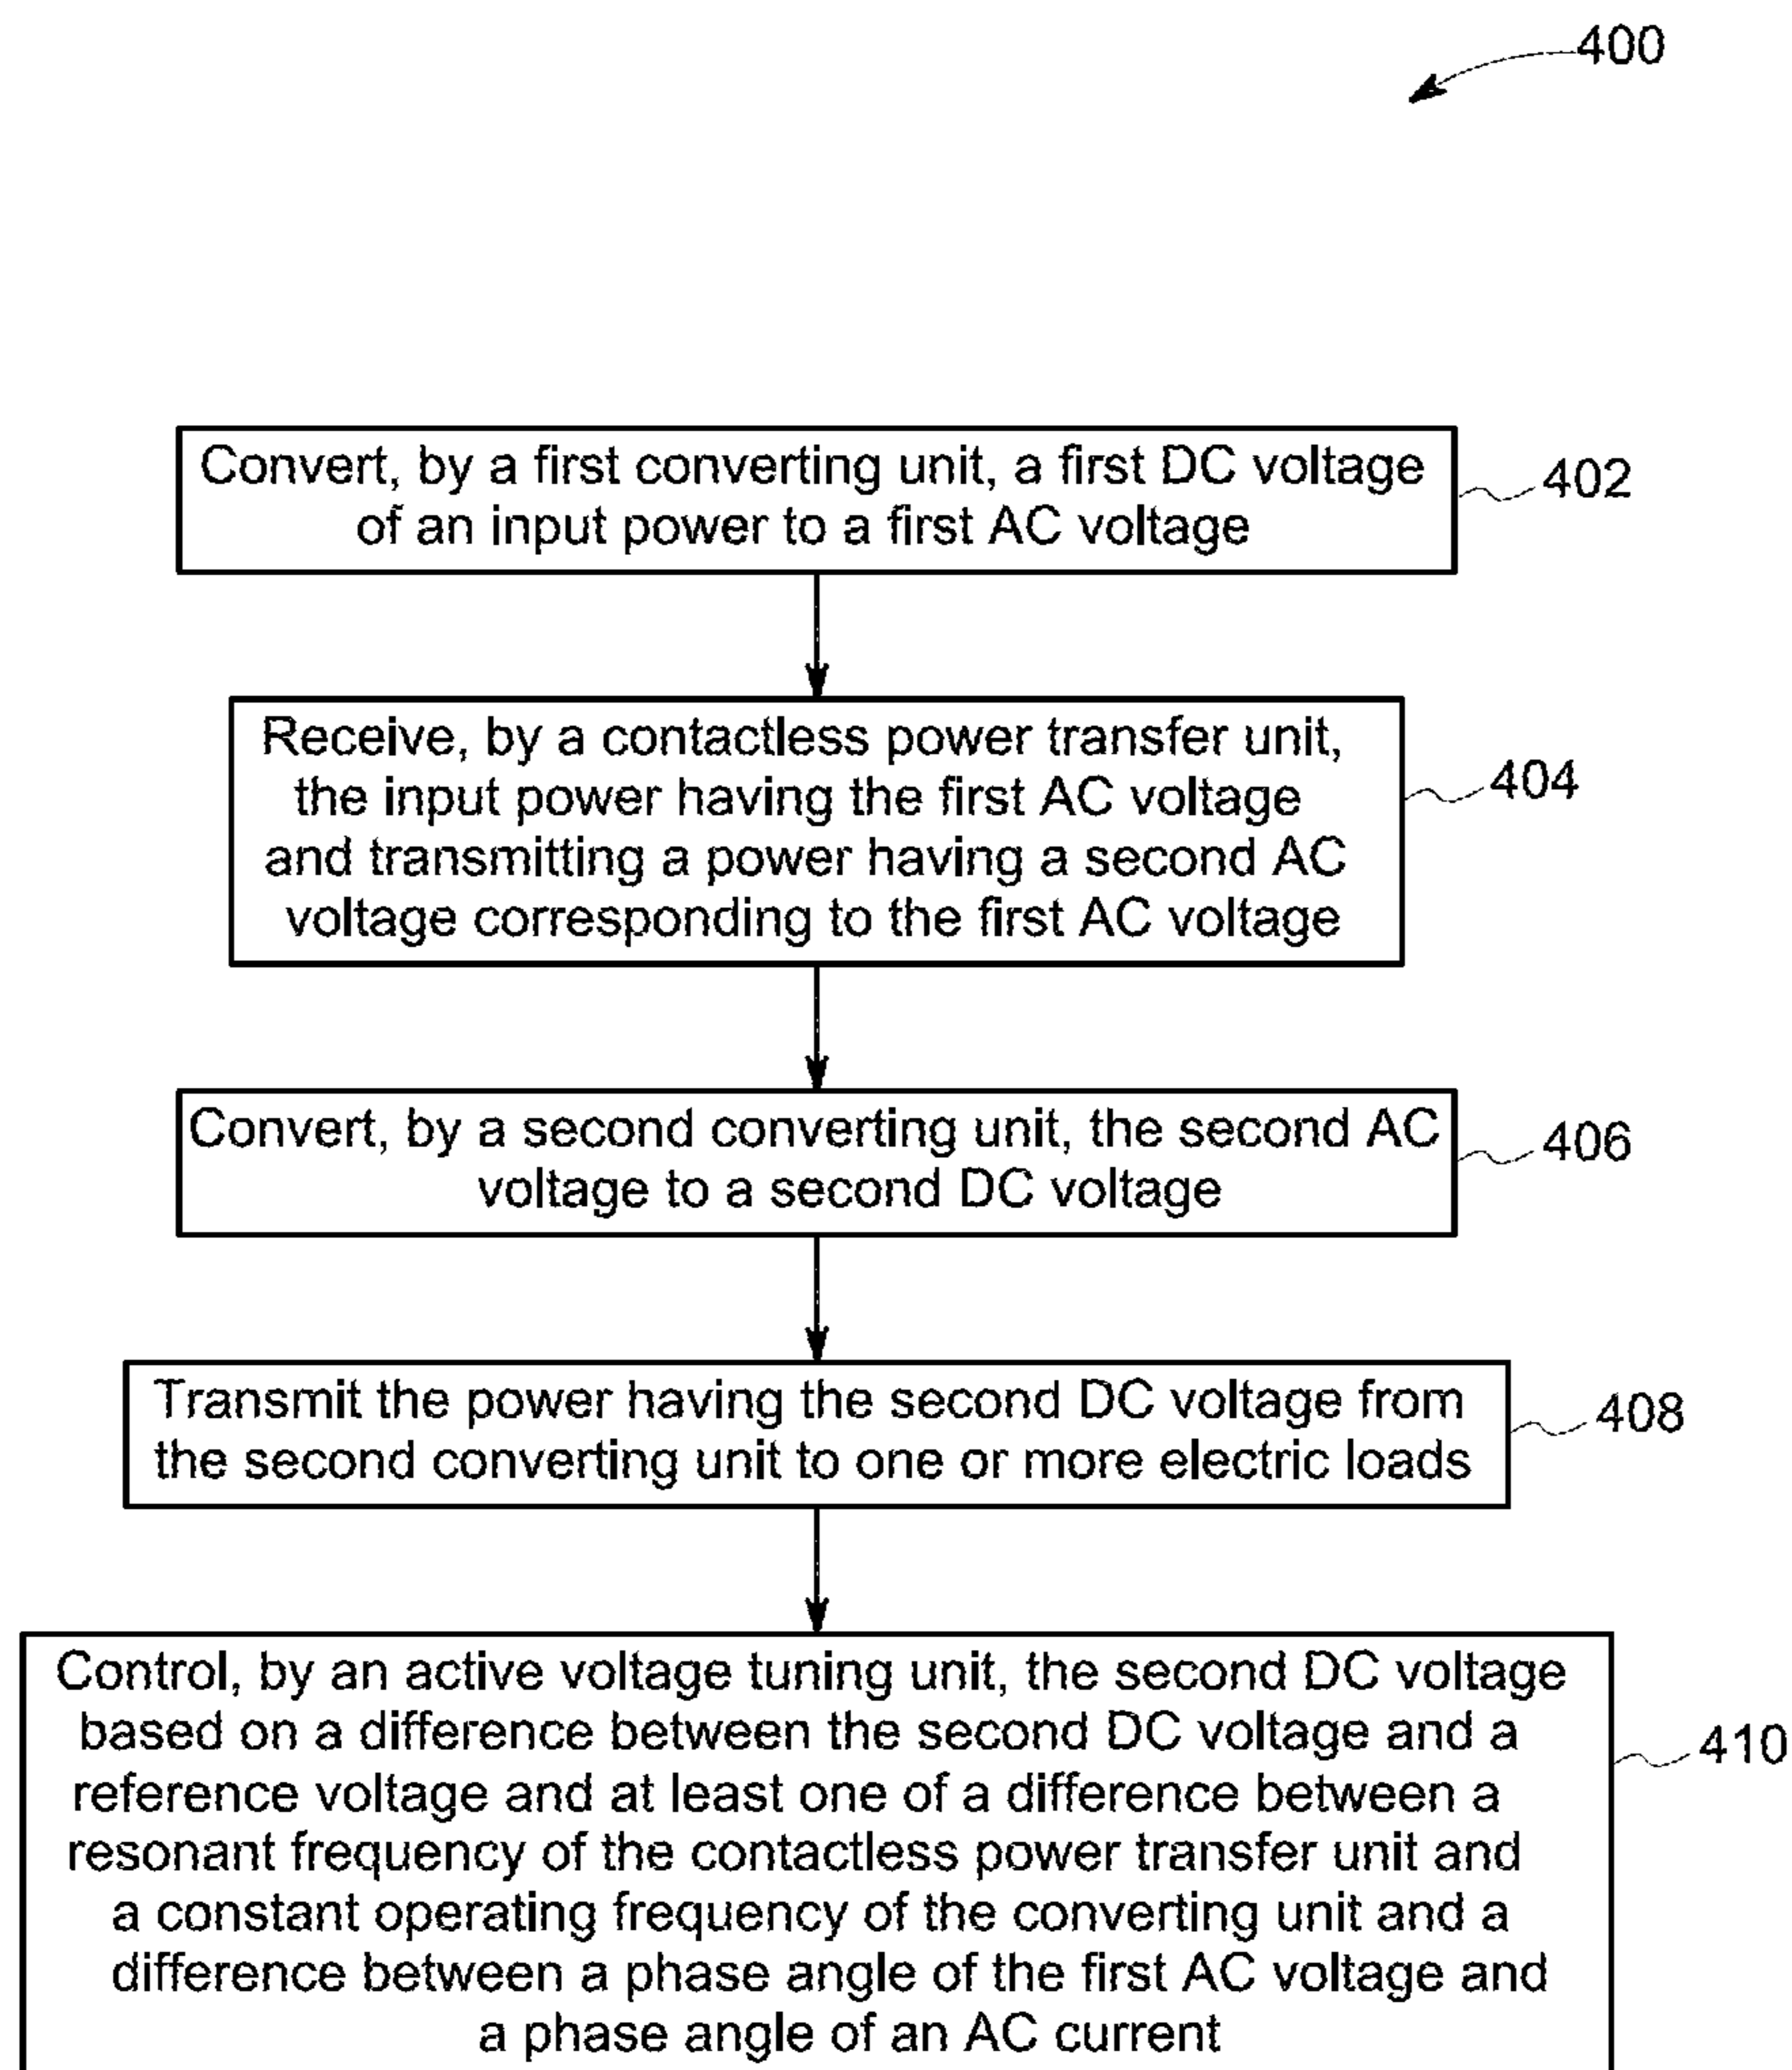 400
Convert, by a first converting unit, a first DC voltage
of an input power to a first AC voltage
402
Receive, by a contactless power transfer unit,
the input power having the first AC voltage
and transmitting a power having a second AC
voltage corresponding to the first AC voltage
404
Convert, by a second converting unit, the second AC
voltage to a second DC voltage
406
Transmit the power having the second DC voltage from
the second converting unit to one or more electric loads
408
Control, by an active voltage tuning unit, the second DC voltage
based on a difference between the second DC voltage and a
reference voltage and at least one of a difference between a
resonant frequency of the contactless power transfer unit and
a constant operating frequency of the converting unit and a
difference between a phase angle of the first AC voltage and
a phase angle of an AC current
410